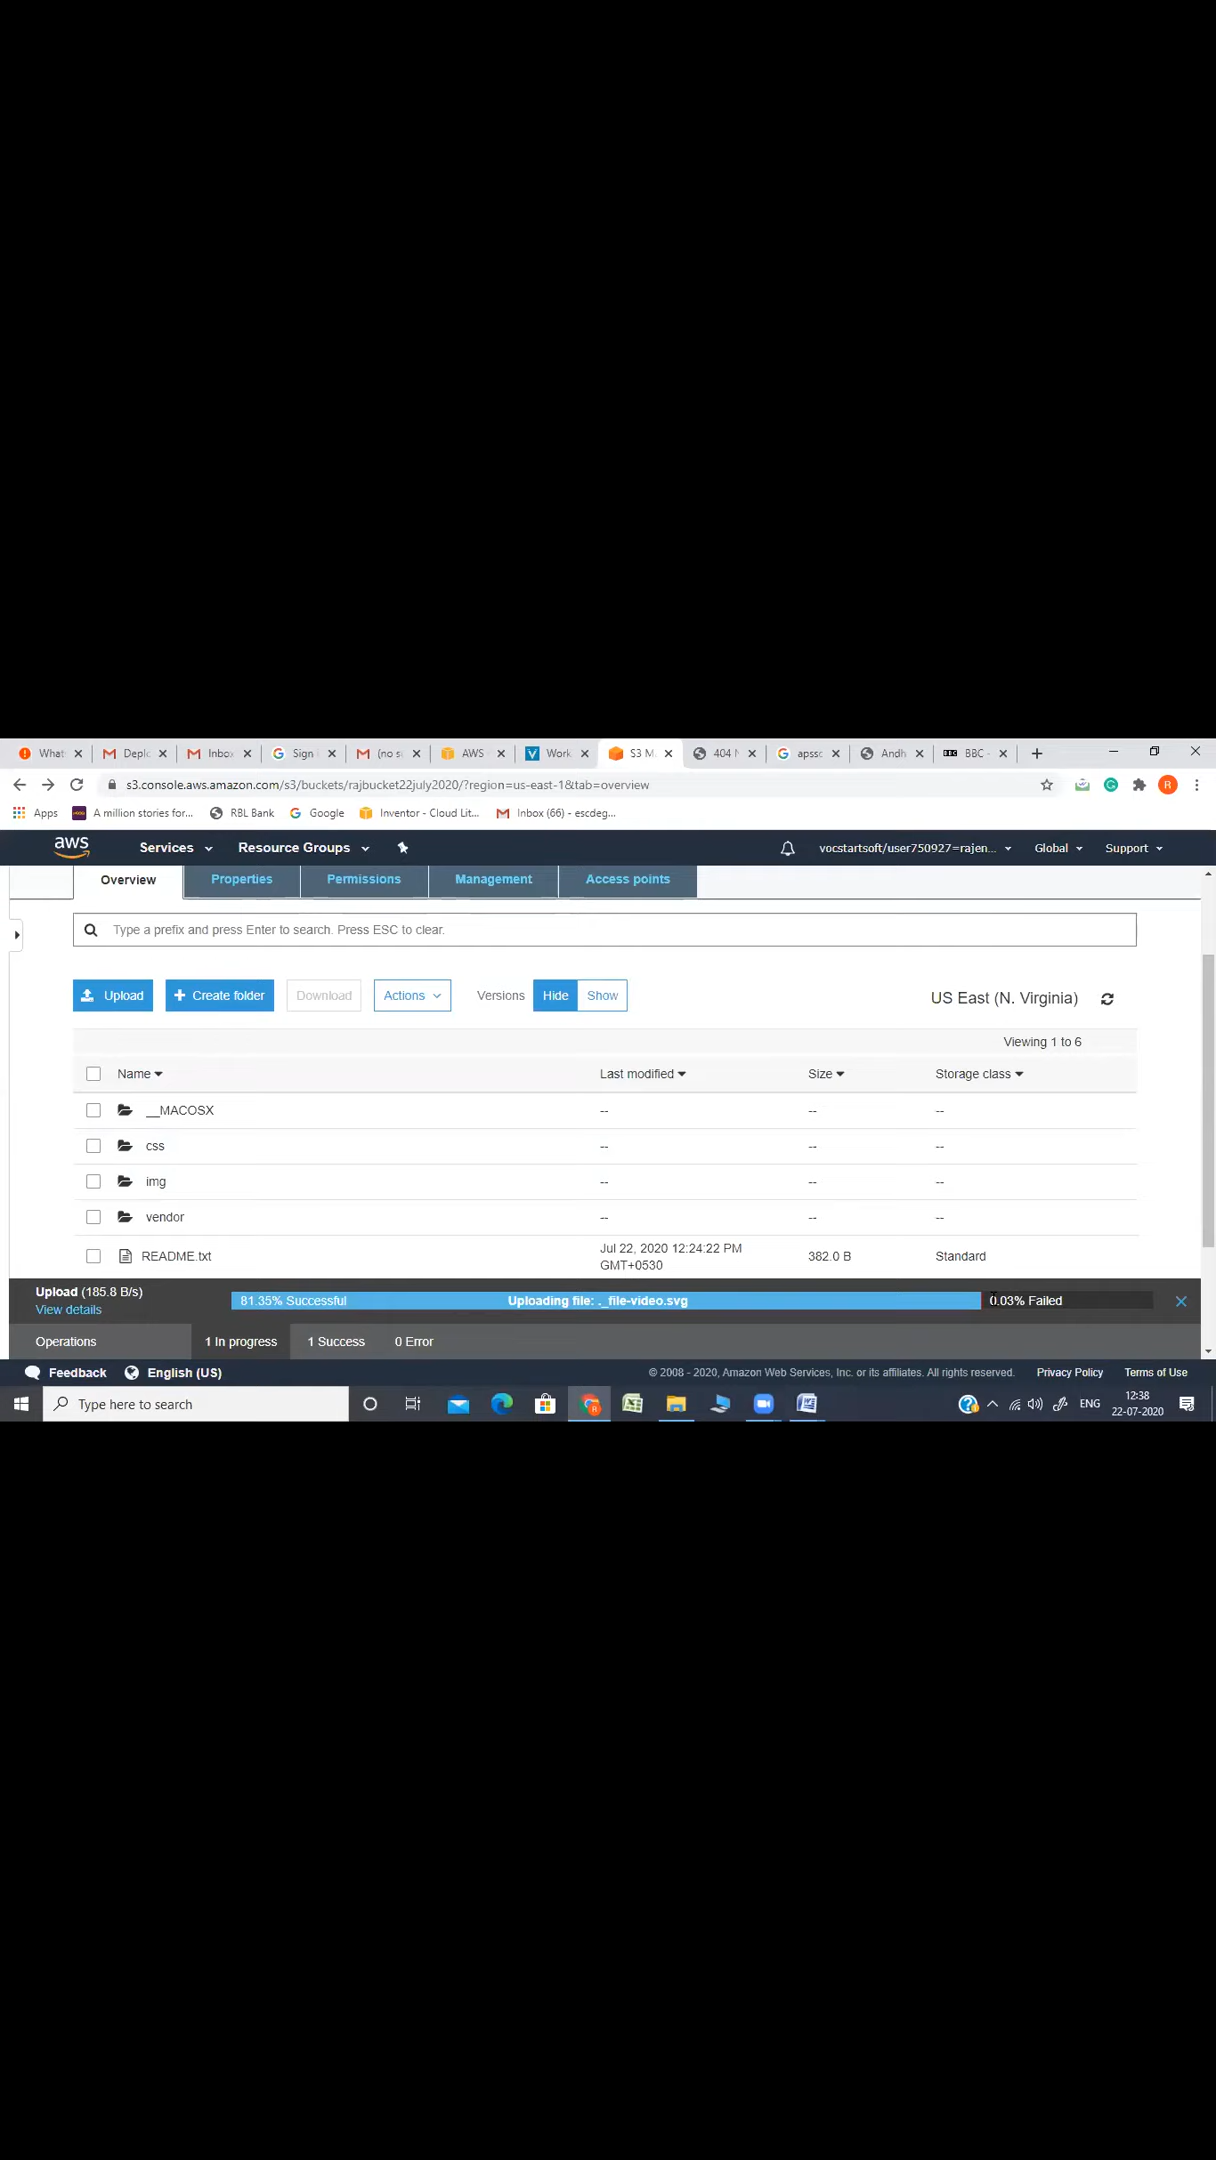 What
Depl
Inbox
Sign
(no s
AWS
Work
S3 M
404
apssc
Andh
BBC -
s3.console.aws.amazon.com/s3/buckets/rajbucket22july2020/?region=us-east-1&tab=overview
R
Apps
A million stories for...
RBL Bank
Google
Inventor - Cloud Lit...
Inbox (66) - escdeg...
aws
Services
Resource Groups
vocstartsoft/user750927=rajen...
Global
Support
Overview
Properties
Permissions
Management
Access points
Type a prefix and press Enter to search. Press ESC to clear.
Upload
Create folder
Download
Actions
Versions
Hide
Show
US East (N. Virginia)
Viewing 1 to 6
Name
Last modified
Size
Storage class
__MACOSX
--
--
--
css
--
--
--
img
--
--
--
vendor
--
--
--
README.txt
Jul 22, 2020 12:24:22 PM
GMT+0530
382.0 B
Standard
Upload (185.8 B/s)
View details
81.35% Successful
Uploading file: ._file-video.svg
0.03% Failed
Operations
1 In progress
1 Success
0 Error
Feedback
English (US)
© 2008 - 2020, Amazon Web Services, Inc. or its affiliates. All rights reserved.
Privacy Policy
Terms of Use
Type here to search
ENG
12:38
22-07-2020